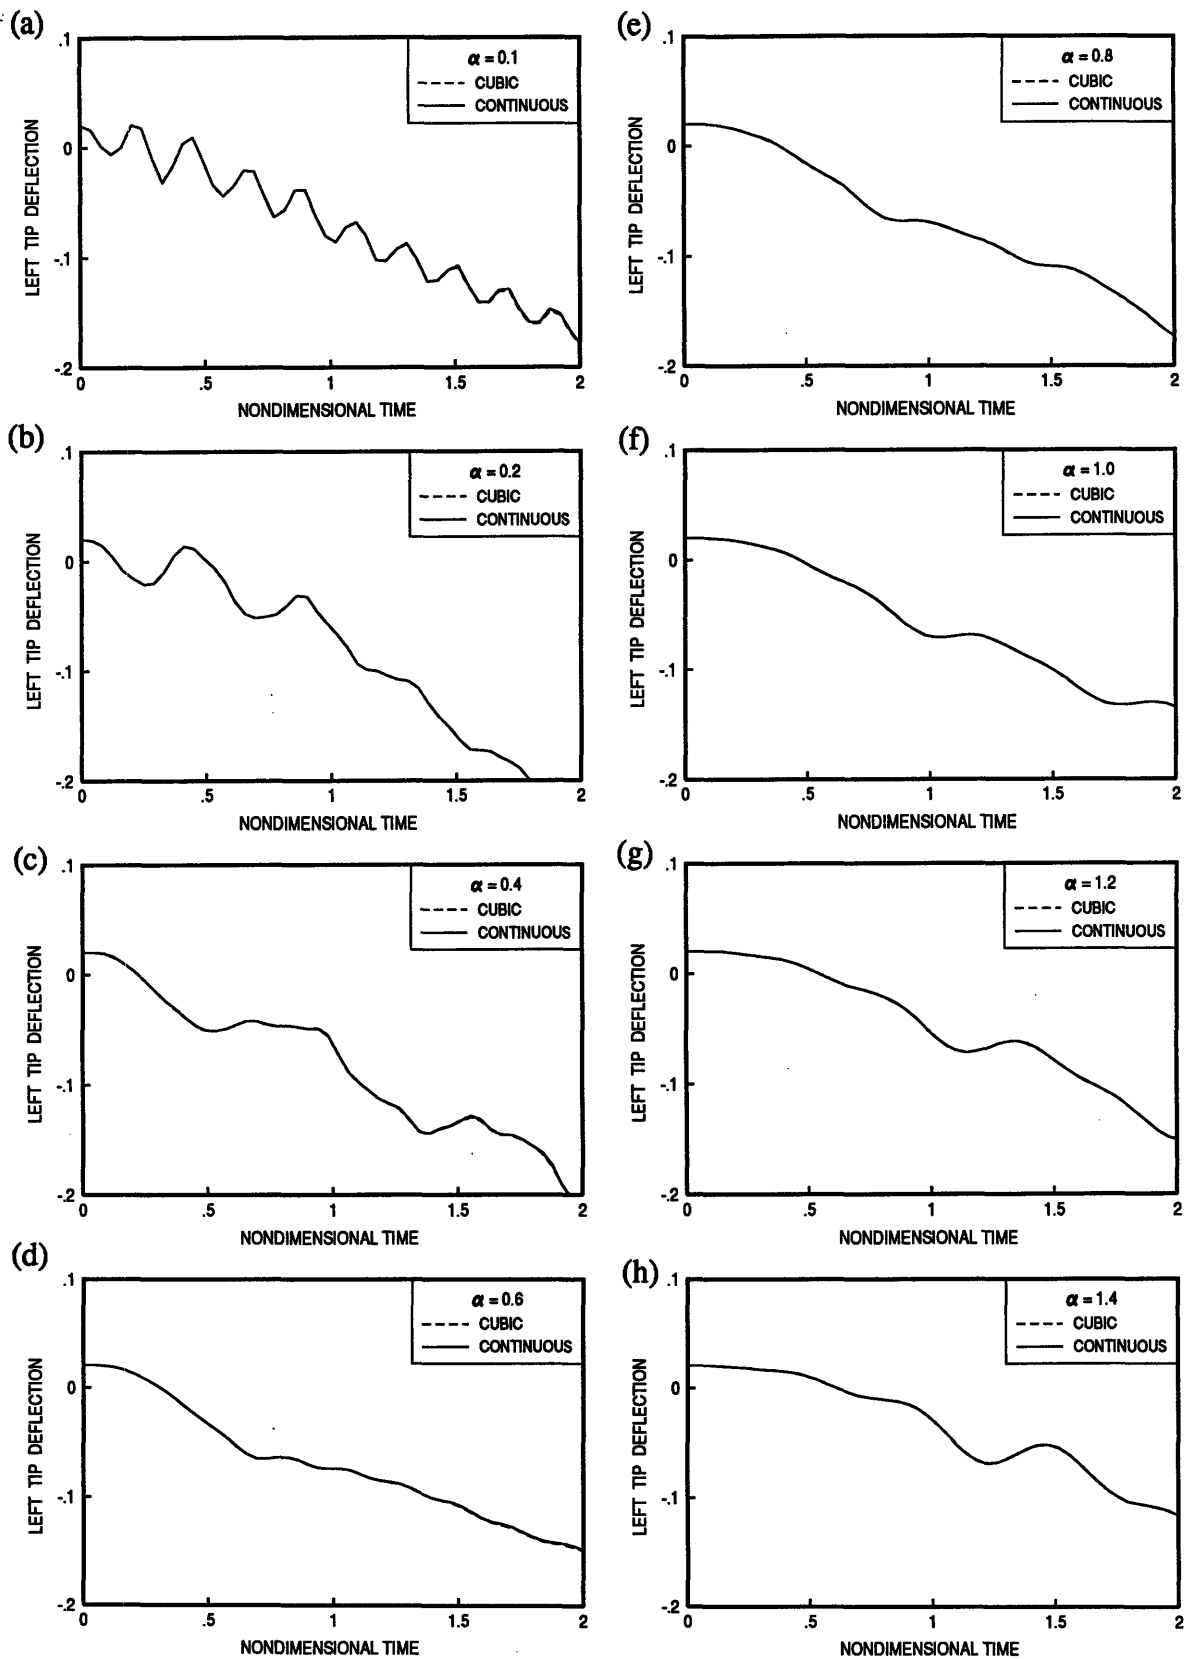 (a)
.1
α = 0.1
CUBIC
CONTINUOUS
0
-.1
-.2
LEFT TIP DEFLECTION
0 .5 1 1.5 2
NONDIMENSIONAL TIME
(b)
.1
α = 0.2
CUBIC
CONTINUOUS
0
-.1
-.2
LEFT TIP DEFLECTION
0 .5 1 1.5 2
NONDIMENSIONAL TIME
(c)
.1
α = 0.4
CUBIC
CONTINUOUS
0
-.1
-.2
LEFT TIP DEFLECTION
0 .5 1 1.5 2
NONDIMENSIONAL TIME
(d)
.1
α = 0.6
CUBIC
CONTINUOUS
0
-.1
-.2
LEFT TIP DEFLECTION
0 .5 1 1.5 2
NONDIMENSIONAL TIME
(e)
.1
α = 0.8
CUBIC
CONTINUOUS
0
-.1
-.2
LEFT TIP DEFLECTION
0 .5 1 1.5 2
NONDIMENSIONAL TIME
(f)
.1
α = 1.0
CUBIC
CONTINUOUS
0
-.1
-.2
LEFT TIP DEFLECTION
0 .5 1 1.5 2
NONDIMENSIONAL TIME
(g)
.1
α = 1.2
CUBIC
CONTINUOUS
0
-.1
-.2
LEFT TIP DEFLECTION
0 .5 1 1.5 2
NONDIMENSIONAL TIME
(h)
.1
α = 1.4
CUBIC
CONTINUOUS
0
-.1
-.2
LEFT TIP DEFLECTION
0 .5 1 1.5 2
NONDIMENSIONAL TIME